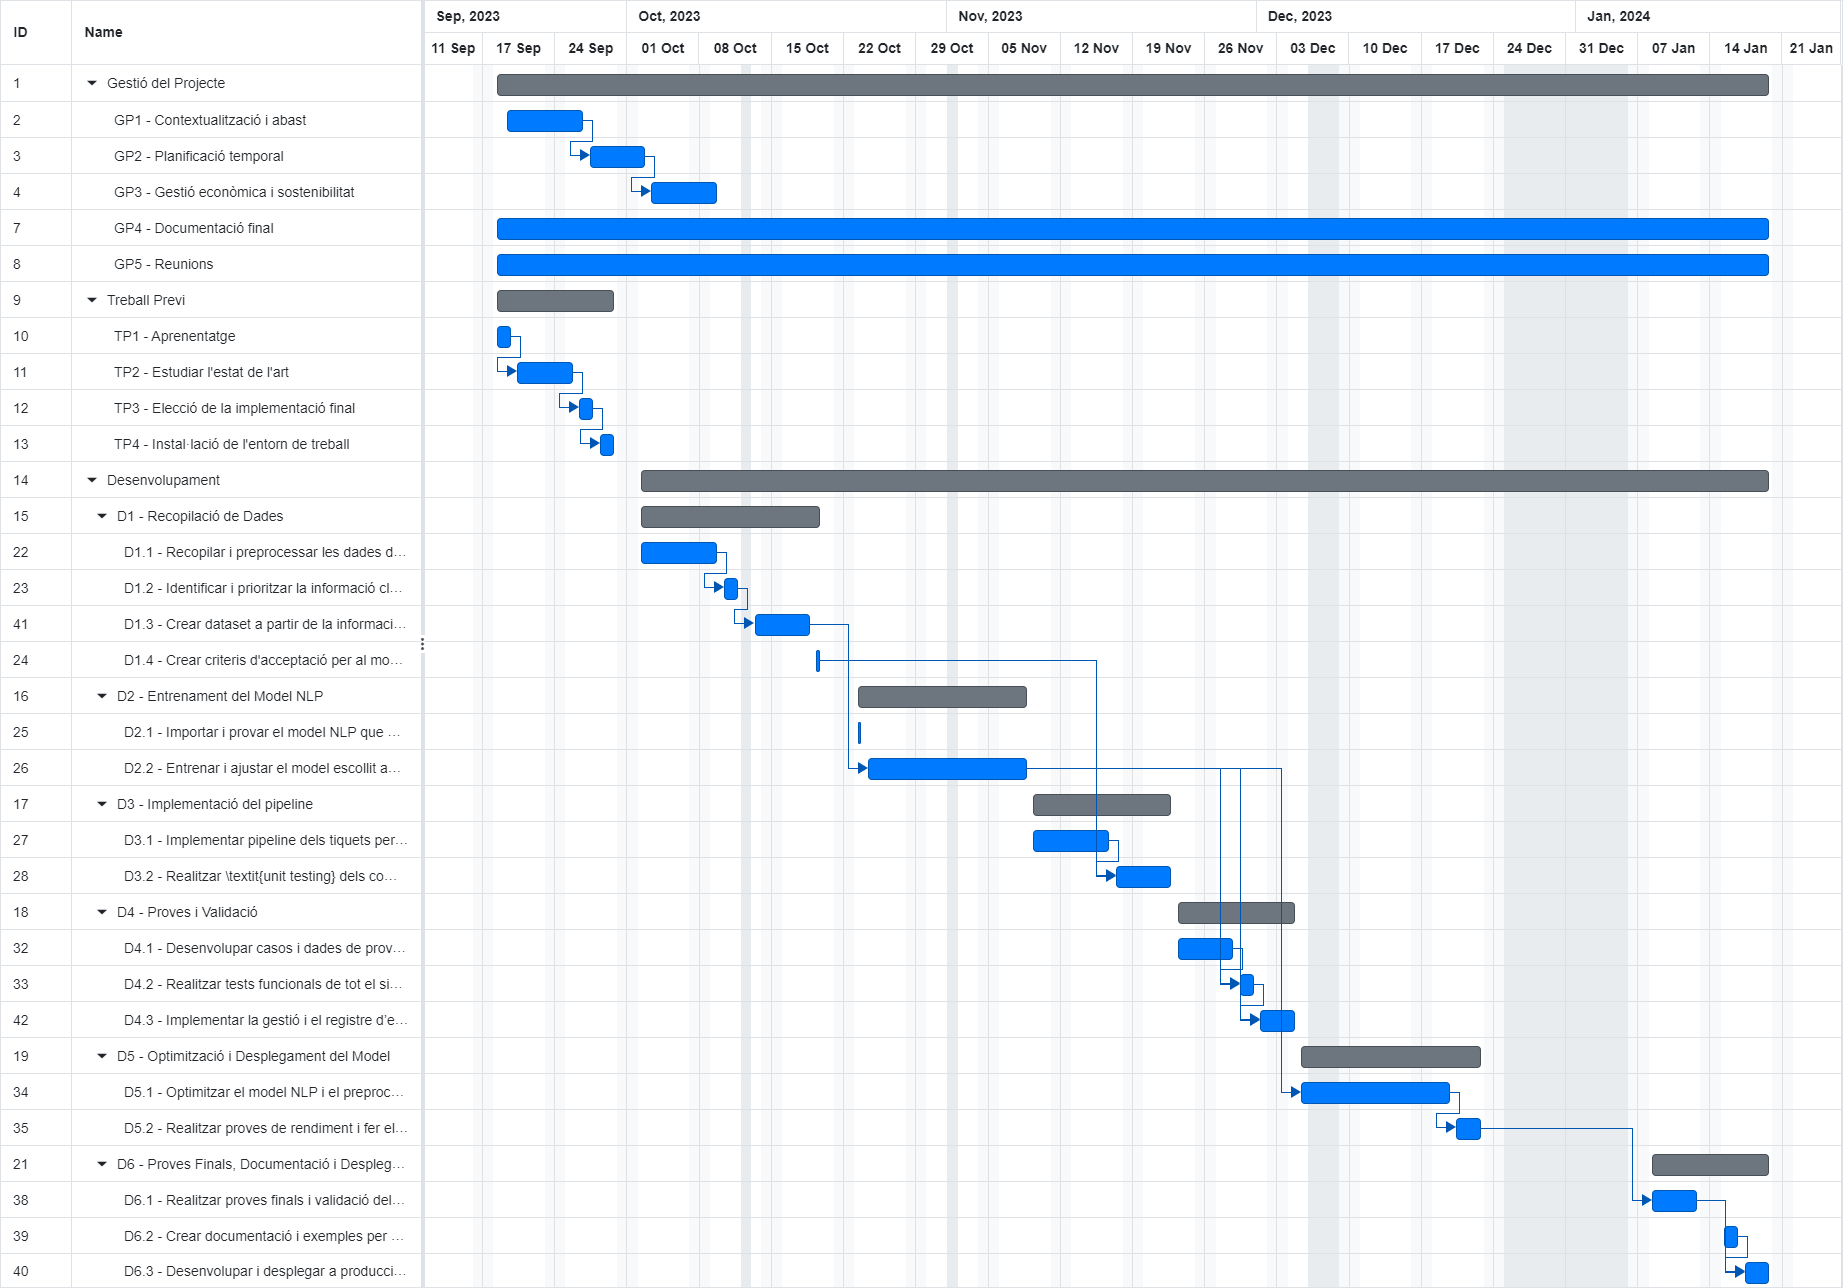 ID Name Sep, 2023 Oct, 2023 Nov, 2023 Dec, 2023 Jan, 2024
11 Sep 17 Sep 24 Sep 01 Oct 08 Oct 15 Oct 22 Oct 29 Oct 05 Nov 12 Nov 19 Nov 26 Nov 03 Dec 10 Dec 17 Dec 24 Dec 31 Dec 07 Jan 14 Jan 21 Jan
1 Gestió del Projecte
2 GP1 - Contextualització i abast
3 GP2 - Planificació temporal
4 GP3 - Gestió econòmica i sostenibilitat
7 GP4 - Documentació final
8 GP5 - Reunions
9 Treball Previ
10 TP1 - Aprenentatge
11 TP2 - Estudiar l'estat de l'art
12 TP3 - Elecció de la implementació final
13 TP4 - Instal·lació de l'entorn de treball
14 Desenvolupament
15 D1 - Recopilació de Dades
22 D1.1 - Recopilar i preprocessar les dades d...
23 D1.2 - Identificar i prioritzar la informació cl...
41 D1.3 - Crear dataset a partir de la informaci...
24 D1.4 - Crear criteris d'acceptació per al mo...
16 D2 - Entrenament del Model NLP
25 D2.1 - Importar i provar el model NLP que ...
26 D2.2 - Entrenar i ajustar el model escollit a...
17 D3 - Implementació del pipeline
27 D3.1 - Implementar pipeline dels tiquets per...
28 D3.2 - Realitzar \textit{unit testing} dels co...
18 D4 - Proves i Validació
32 D4.1 - Desenvolupar casos i dades de prov...
33 D4.2 - Realitzar tests funcionals de tot el si...
42 D4.3 - Implementar la gestió i el registre d'e...
19 D5 - Optimització i Desplegament del Model
34 D5.1 - Optimitzar el model NLP i el preproc...
35 D5.2 - Realitzar proves de rendiment i fer el...
21 D6 - Proves Finals, Documentació i Despleg...
38 D6.1 - Realitzar proves finals i validació del...
39 D6.2 - Crear documentació i exemples per ...
40 D6.3 - Desenvolupar i desplegar a producci...